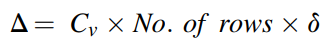 Δ = C_v × No. of rows × δ